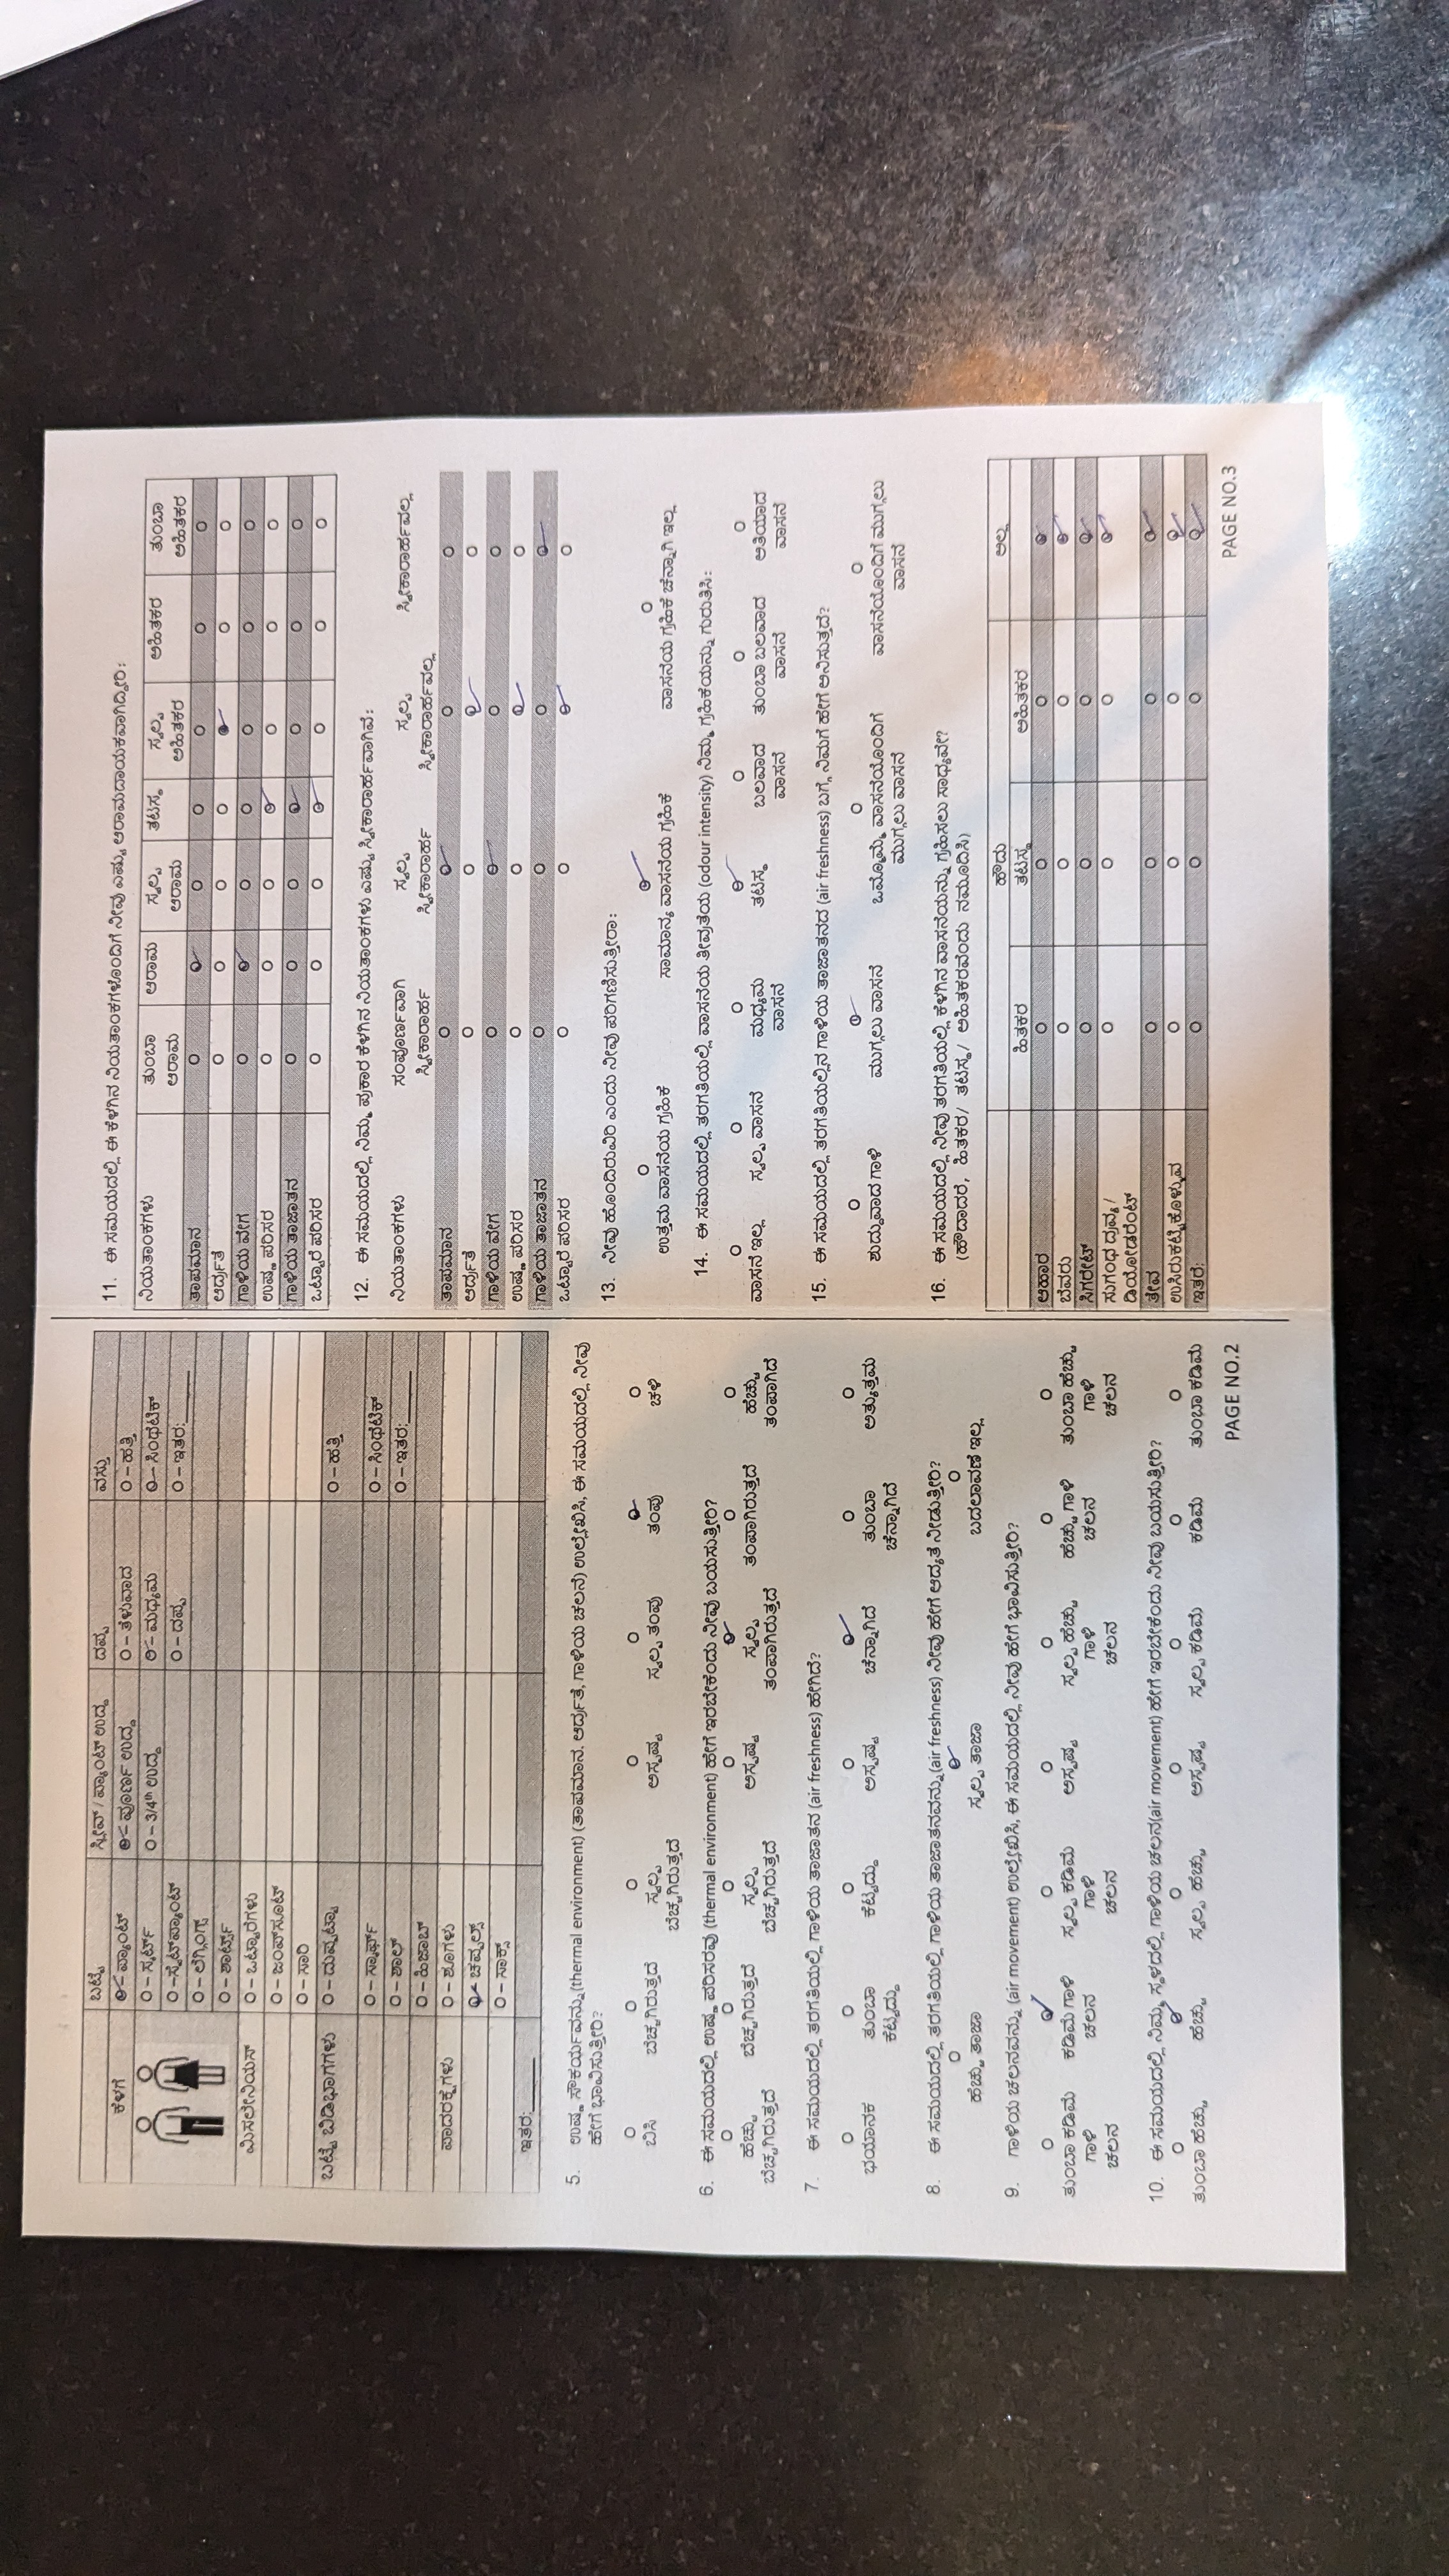 ಬಟ್ಟೆ ಸ್ಲೀವ್ / ಪ್ಯಾಂಟ್ ಉದ್ದ ದಪ್ಪ ವಸ್ತು
ಕೆಳಗೆ O – ಪ್ಯಾಂಟ್ O – ಪೂರ್ಣ ಉದ್ದ O – ತೆಳುವಾದ O – ಹತ್ತಿ
O – ಸ್ಕರ್ಟ್ O – 3/4th ಉದ್ದ O – ಮಧ್ಯಮ O – ಸಿಂಥೆಟಿಕ್
O – ಸ್ವೆಟ್‌ಪ್ಯಾಂಟ್ O – ದಪ್ಪ O – ಇತರ:______
O – ಲೆಗ್ಗಿಂಗ್ಸ್
O – ಶಾರ್ಟ್ಸ್
ಮಿಸಲೇನಿಯಸ್ O – ಒಟ್ಟಾರೆಗಳು
O – ಜಂಪ್‌ಸೂಟ್
O – ಸಾರಿ
ಬಟ್ಟೆ ಬಿಡಿಭಾಗಗಳು O – ದುಪ್ಪಟ್ಟಾ O – ಹತ್ತಿ
O – ಸ್ಕಾರ್ಫ್ O – ಸಿಂಥೆಟಿಕ್
O – ಶಾಲ್ O – ಇತರ:______
O – ಹಿಜಾಬ್
ಪಾದರಕ್ಷೆಗಳು O – ಶೂಗಳು
O – ಚಪ್ಪಲ್ಸ್
O – ಸಾಕ್ಸ್
ಇತರ:______
5. ಉಷ್ಣ ಸೌಕರ್ಯವನ್ನು(thermal environment) (ತಾಪಮಾನ, ಆರ್ದ್ರತೆ, ಗಾಳಿಯ ಚಲನ) ಉಲ್ಲೇಖಿಸಿ, ಈ ಸಮಯದಲ್ಲಿ ನೀವು
ಹೇಗೆ ಭಾವಿಸುತ್ತೀರಿ?
O O O O O O O
ಬಿಸಿ ಬೆಚ್ಚಗಿರುತ್ತದೆ ಸ್ವಲ್ಪ ಅಸ್ಪಷ್ಟ ಸ್ವಲ್ಪ ತಂಪು ತಂಪು ಚಳಿ
ಬೆಚ್ಚಗಿರುತ್ತದೆ
6. ಈ ಸಮಯದಲ್ಲಿ ಉಷ್ಣ ಪರಿಸರವು (thermal environment) ಹೇಗೆ ಇರಬೇಕೆಂದು ನೀವು ಬಯಸುತ್ತೀರಿ?
O O O O O O O
ಹೆಚ್ಚು ಬೆಚ್ಚಗಿರುತ್ತದೆ ಸ್ವಲ್ಪ ಅಸ್ಪಷ್ಟ ಸ್ವಲ್ಪ ತಂಪಾಗಿರುತ್ತದೆ ಹೆಚ್ಚು
ಬೆಚ್ಚಗಿರುತ್ತದೆ ಬೆಚ್ಚಗಿರುತ್ತದೆ ತಂಪಾಗಿರುತ್ತದೆ ತಂಪಾಗಿದೆ
7. ಈ ಸಮಯದಲ್ಲಿ ತರಗತಿಯಲ್ಲಿ ಗಾಳಿಯ ತಾಜಾತನ (air freshness) ಹೇಗಿದೆ?
O O O O O O O
ಭಯಾನಕ ತುಂಬಾ ಕೆಟ್ಟದ್ದು ಅಸ್ಪಷ್ಟ ಚೆನ್ನಾಗಿದೆ ತುಂಬಾ ಅತ್ಯುತ್ತಮ
ಕೆಟ್ಟದ್ದು ಚೆನ್ನಾಗಿದೆ
8. ಈ ಸಮಯದಲ್ಲಿ ತರಗತಿಯಲ್ಲಿ ಗಾಳಿಯ ತಾಜಾತನವನ್ನು(air freshness) ನೀವು ಹೇಗೆ ಆದ್ಯತೆ ನೀಡುತ್ತೀರಿ?
O O O
ಹೆಚ್ಚು ತಾಜಾ ಸ್ವಲ್ಪ ತಾಜಾ ಬದಲಾವಣೆ ಇಲ್ಲ
9. ಗಾಳಿಯ ಚಲನವನ್ನು (air movement) ಉಲ್ಲೇಖಿಸಿ, ಈ ಸಮಯದಲ್ಲಿ ನೀವು ಹೇಗೆ ಭಾವಿಸುತ್ತೀರಿ?
O O O O O O O
ತುಂಬಾ ಕಡಿಮೆ ಕಡಿಮೆ ಗಾಳಿ ಸ್ವಲ್ಪ ಕಡಿಮೆ ಅಸ್ಪಷ್ಟ ಸ್ವಲ್ಪ ಹೆಚ್ಚು ಹೆಚ್ಚು ಗಾಳಿ ತುಂಬಾ ಹೆಚ್ಚು
ಗಾಳಿ ಚಲನ ಗಾಳಿ ಗಾಳಿ ಚಲನ ಗಾಳಿ
ಚಲನ ಚಲನ ಚಲನ ಚಲನ
10. ಈ ಸಮಯದಲ್ಲಿ ನಿಮ್ಮ ಸ್ಥಳದಲ್ಲಿ ಗಾಳಿಯ ಚಲನ(air movement) ಹೇಗೆ ಇರಬೇಕೆಂದು ನೀವು ಬಯಸುತ್ತೀರಿ?
O O O O O O O
ತುಂಬಾ ಹೆಚ್ಚು ಹೆಚ್ಚು ಸ್ವಲ್ಪ ಹೆಚ್ಚು ಅಸ್ಪಷ್ಟ ಸ್ವಲ್ಪ ಕಡಿಮೆ ಕಡಿಮೆ ತುಂಬಾ ಕಡಿಮೆ
PAGE NO.2
11. ಈ ಸಮಯದಲ್ಲಿ ಈ ಕೆಳಗಿನ ನಿಯತಾಂಕಗಳೊಂದಿಗೆ ನೀವು ಎಷ್ಟು ಆರಾಮದಾಯಕವಾಗಿದ್ದೀರಿ:
ನಿಯತಾಂಕಗಳು ತುಂಬಾ ಆರಾಮ ಸ್ವಲ್ಪ ತಟಸ್ಥ ಸ್ವಲ್ಪ ಅಹಿತಕರ ತುಂಬಾ
ಆರಾಮ ಆರಾಮ ಅಹಿತಕರ ಅಹಿತಕರ
ತಾಪಮಾನ O O O O O O O
ಆರ್ದ್ರತೆ O O O O O O O
ಗಾಳಿಯ ವೇಗ O O O O O O O
ಉಷ್ಣ ಪರಿಸರ O O O O O O O
ಗಾಳಿಯ ತಾಜಾತನ O O O O O O O
ಒಟ್ಟಾರೆ ಪರಿಸರ O O O O O O O
12. ಈ ಸಮಯದಲ್ಲಿ ನಿಮ್ಮ ಪ್ರಕಾರ ಕೆಳಗಿನ ನಿಯತಾಂಕಗಳು ಎಷ್ಟು ಸ್ವೀಕಾರಾರ್ಹವಾಗಿವೆ:
ನಿಯತಾಂಕಗಳು ಸಂಪೂರ್ಣವಾಗಿ ಸ್ವಲ್ಪ ಸ್ವಲ್ಪ ಸ್ವೀಕಾರಾರ್ಹವಲ್ಲ
ಸ್ವೀಕಾರಾರ್ಹ ಸ್ವೀಕಾರಾರ್ಹ ಸ್ವೀಕಾರಾರ್ಹವಲ್ಲ
ತಾಪಮಾನ O O O O
ಆರ್ದ್ರತೆ O O O O
ಗಾಳಿಯ ವೇಗ O O O O
ಉಷ್ಣ ಪರಿಸರ O O O O
ಗಾಳಿಯ ತಾಜಾತನ O O O O
ಒಟ್ಟಾರೆ ಪರಿಸರ O O O O
13. ನೀವು ಹೊಂದಿರುವಿರಿ ಎಂದು ನೀವು ಪರಿಗಣಿಸುತ್ತೀರಾ:
O O O
ಉತ್ತಮ ವಾಸನೆಯ ಗ್ರಹಿಕೆ ಸಾಮಾನ್ಯ ವಾಸನೆಯ ಗ್ರಹಿಕೆ ವಾಸನೆಯ ಗ್ರಹಿಕೆ ಚೆನ್ನಾಗಿ ಇಲ್ಲ
14. ಈ ಸಮಯದಲ್ಲಿ ತರಗತಿಯಲ್ಲಿ ವಾಸನೆಯ ತೀವ್ರತೆಯ (odour intensity) ನಿಮ್ಮ ಗ್ರಹಿಕೆಯನ್ನು ಗುರುತಿಸಿ:
O O O O O O O
ವಾಸನೆ ಇಲ್ಲ ಸ್ವಲ್ಪ ವಾಸನೆ ಮಧ್ಯಮ ತಟಸ್ಥ ಬಲವಾದ ತುಂಬಾ ಬಲವಾದ ಅತಿಯಾದ
ವಾಸನೆ ವಾಸನೆ ವಾಸನೆ ವಾಸನೆ
15. ಈ ಸಮಯದಲ್ಲಿ ತರಗತಿಯಲ್ಲಿನ ಗಾಳಿಯ ತಾಜಾತನದ (air freshness) ಬಗ್ಗೆ ನಿಮಗೆ ಹೇಗೆ ಅನಿಸುತ್ತದೆ?
O O O O
ಶುದ್ಧವಾದ ಗಾಳಿ ಮುಗ್ಗಲು ವಾಸನೆ ಒಮ್ಮೊಮ್ಮೆ ವಾಸನೆಯೊಂದಿಗೆ ವಾಸನೆಯೊಂದಿಗೆ ಮುಗ್ಗಲು
ಮುಗ್ಗಲು ವಾಸನೆ ವಾಸನೆ
16. ಈ ಸಮಯದಲ್ಲಿ ನೀವು ತರಗತಿಯಲ್ಲಿ ಕೆಳಗಿನ ವಾಸನೆಯನ್ನು ಗ್ರಹಿಸಲು ಸಾಧ್ಯವೇ?
(ಹೌದಾದರೆ, ಹಿತಕರ/ ತಟಸ್ಥ/ ಅಹಿತಕರವೆಂದು ನಮೂದಿಸಿ)
ಹೌದು ಅಲ್ಲ
ಹಿತಕರ ತಟಸ್ಥ ಅಹಿತಕರ
ಆಹಾರ O O O O
ಬೆವರು O O O O
ಸಿಗರೇಟ್ O O O O
ಸುಗಂಧ ದ್ರವ್ಯ / O O O O
ಡಿಯೋಡರೆಂಟ್
ತೇವ O O O O
ಉಸಿರುಕಟ್ಟಿಕೊಳ್ಳುವ O O O O
ಇತರ: O O O O
PAGE NO.3